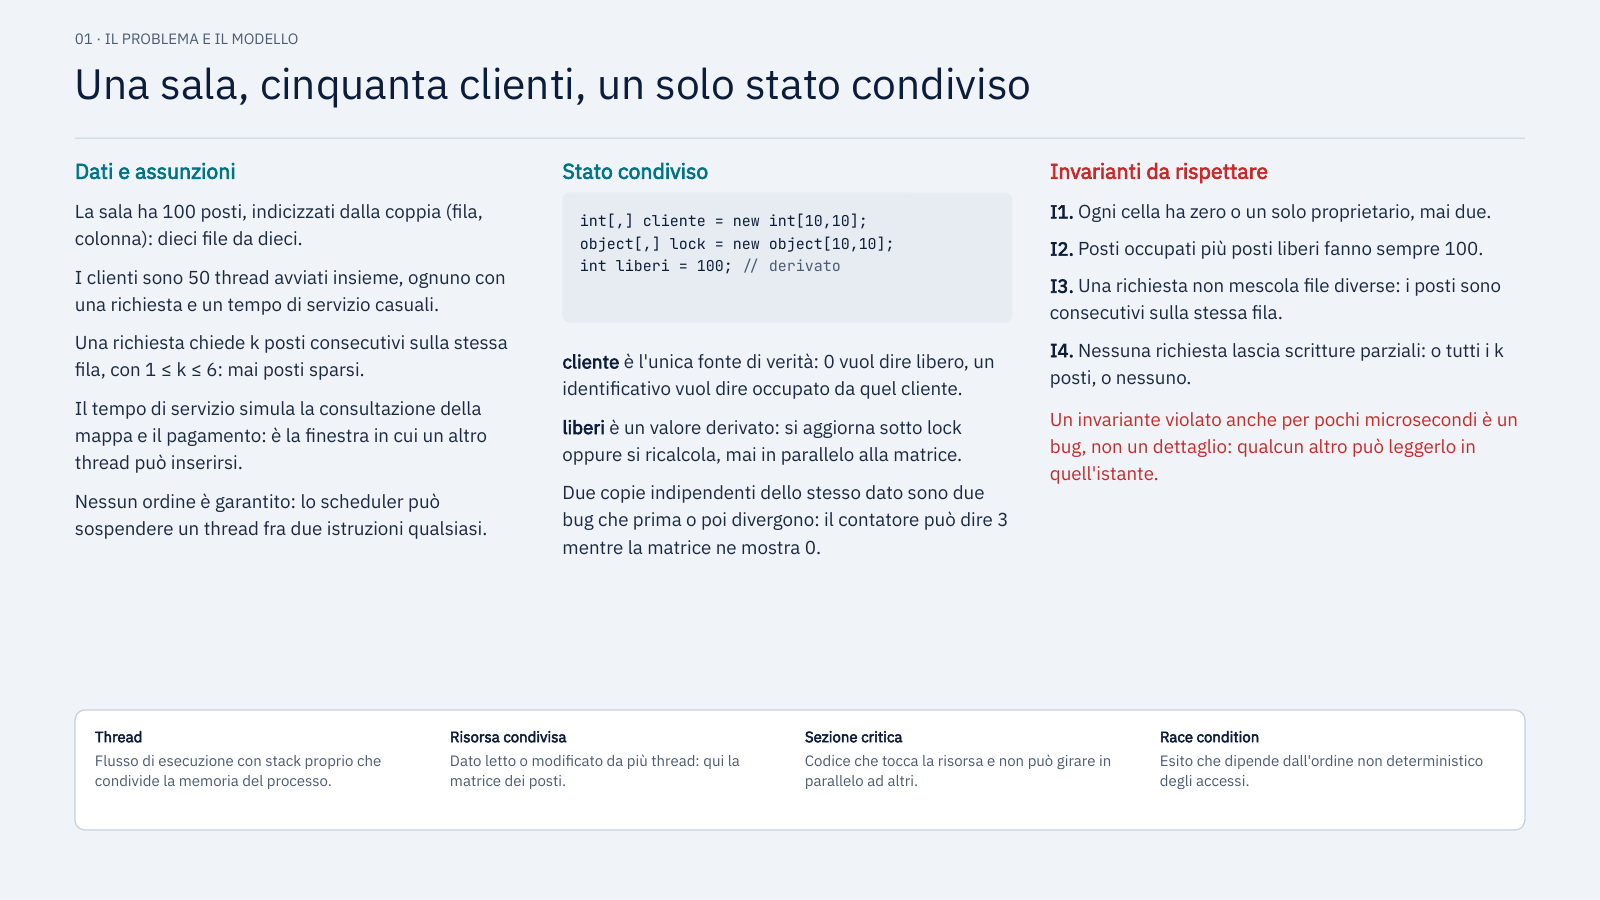 01 · IL PROBLEMA E IL MODELLO
Una sala, cinquanta clienti, un solo stato condiviso
Dati e assunzioni
La sala ha 100 posti, indicizzati dalla coppia (fila,
colonna): dieci file da dieci.
I clienti sono 50 thread avviati insieme, ognuno con
una richiesta e un tempo di servizio casuali.
Una richiesta chiede k posti consecutivi sulla stessa
fila, con 1 ≤ k ≤ 6: mai posti sparsi.
Il tempo di servizio simula la consultazione della
mappa e il pagamento: è la finestra in cui un altro
thread può inserirsi.
Nessun ordine è garantito: lo scheduler può
sospendere un thread fra due istruzioni qualsiasi.
Stato condiviso
int[,] cliente = new int[10,10];
object[,] lock = new object[10,10];
int liberi = 100; // derivato
cliente è l'unica fonte di verità: 0 vuol dire libero, un
identificativo vuol dire occupato da quel cliente.
liberi è un valore derivato: si aggiorna sotto lock
oppure si ricalcola, mai in parallelo alla matrice.
Due copie indipendenti dello stesso dato sono due
bug che prima o poi divergono: il contatore può dire 3
mentre la matrice ne mostra 0.
Invarianti da rispettare
I1. Ogni cella ha zero o un solo proprietario, mai due.
I2. Posti occupati più posti liberi fanno sempre 100.
I3. Una richiesta non mescola file diverse: i posti sono
consecutivi sulla stessa fila.
I4. Nessuna richiesta lascia scritture parziali: o tutti i k
posti, o nessuno.
Un invariante violato anche per pochi microsecondi è un
bug, non un dettaglio: qualcun altro può leggerlo in
quell'istante.
Thread
Flusso di esecuzione con stack proprio che
condivide la memoria del processo.
Risorsa condivisa
Dato letto o modificato da più thread: qui la
matrice dei posti.
Sezione critica
Codice che tocca la risorsa e non può girare in
parallelo ad altri.
Race condition
Esito che dipende dall'ordine non deterministico
degli accessi.